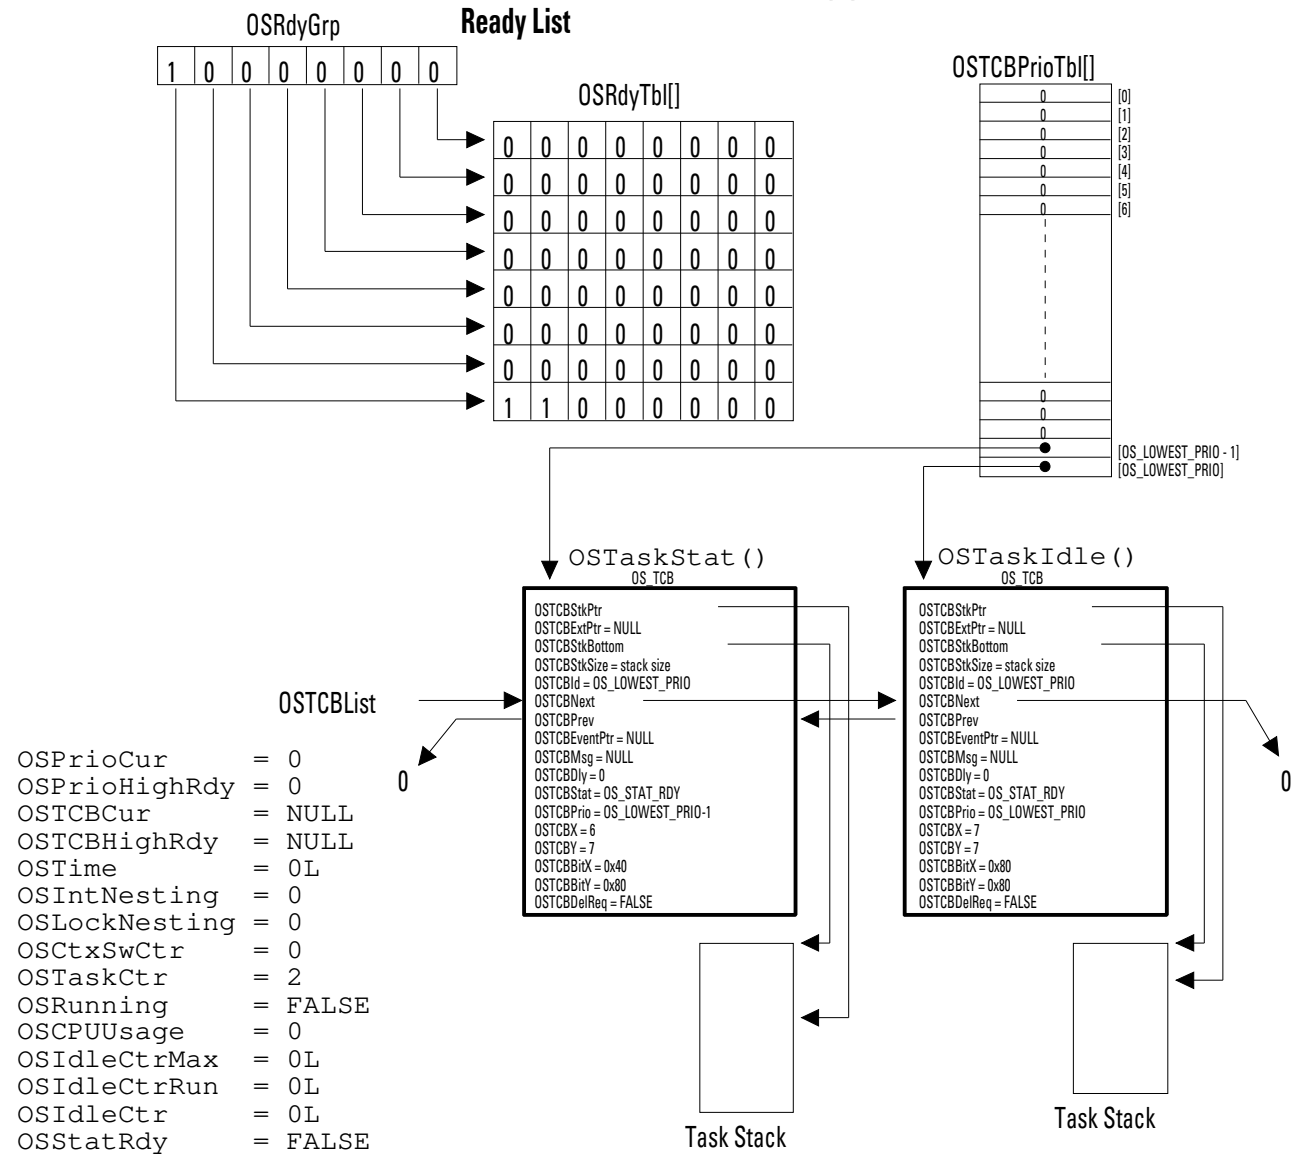 OSRdyGrp
Ready List
1 0 0 0 0 0 0 0
OSRdyTbl[]
0 0 0 0 0 0 0 0
0 0 0 0 0 0 0 0
0 0 0 0 0 0 0 0
0 0 0 0 0 0 0 0
0 0 0 0 0 0 0 0
0 0 0 0 0 0 0 0
0 0 0 0 0 0 0 0
1 1 0 0 0 0 0 0
OSTCBPrioTbl[]
0 [0]
0 [1]
0 [2]
0 [3]
0 [4]
0 [5]
0 [6]
0
0
0
[OS_LOWEST_PRIO - 1]
[OS_LOWEST_PRIO]
OSTaskStat()
OS_TCB
OSTCBStkPtr
OSTCBExtPtr = NULL
OSTCBStkBottom
OSTCBStkSize = stack size
OSTCBId = OS_LOWEST_PRIO
OSTCBNext
OSTCBPrev
OSTCBEventPtr = NULL
OSTCBMsg = NULL
OSTCBDly = 0
OSTCBStat = OS_STAT_RDY
OSTCBPrio = OS_LOWEST_PRIO-1
OSTCBX = 6
OSTCBY = 7
OSTCBBitX = 0x40
OSTCBBitY = 0x80
OSTCBDelReq = FALSE
OSTaskIdle()
OS_TCB
OSTCBStkPtr
OSTCBExtPtr = NULL
OSTCBStkBottom
OSTCBStkSize = stack size
OSTCBId = OS_LOWEST_PRIO
OSTCBNext
OSTCBPrev
OSTCBEventPtr = NULL
OSTCBMsg = NULL
OSTCBDly = 0
OSTCBStat = OS_STAT_RDY
OSTCBPrio = OS_LOWEST_PRIO
OSTCBX = 7
OSTCBY = 7
OSTCBBitX = 0x80
OSTCBBitY = 0x80
OSTCBDelReq = FALSE
OSTCBList
0
0
OSPrioCur = 0
OSPrioHighRdy = 0
OSTCBCur = NULL
OSTCBHighRdy = NULL
OSTime = 0L
OSIntNesting = 0
OSLockNesting = 0
OSCtxSwCtr = 0
OSTaskCtr = 2
OSRunning = FALSE
OSCPUUsage = 0
OSIdleCtrMax = 0L
OSIdleCtrRun = 0L
OSIdleCtr = 0L
OSStatRdy = FALSE
Task Stack
Task Stack